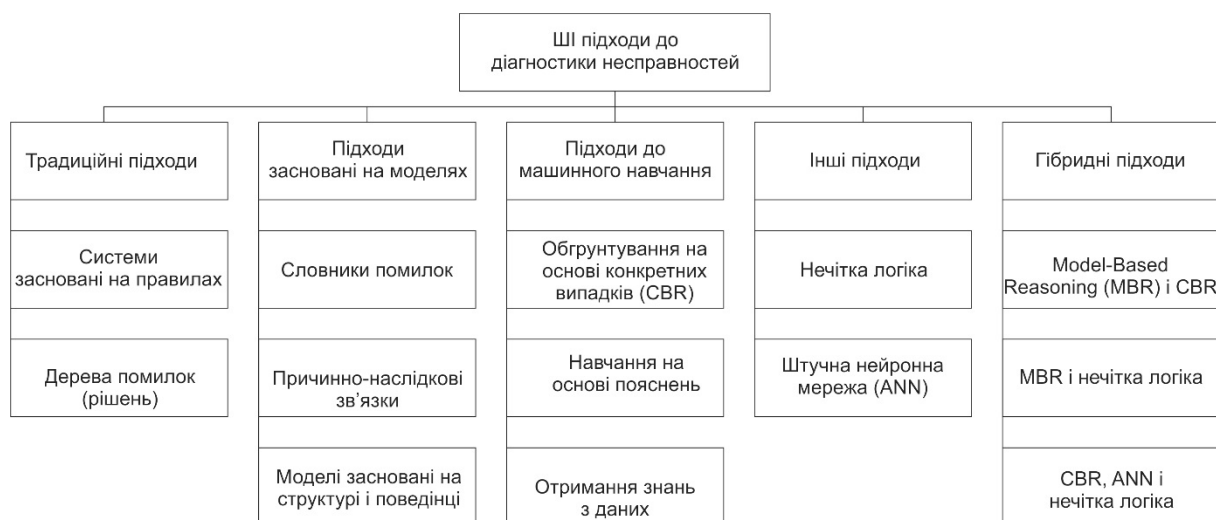 ШІ підходи до
діагностики несправностей
Традиційні підходи
Підходи
засновані на моделях
Підходи до
машинного навчання
Інші підходи
Гібридні підходи
Системи
засновані на правилах
Словники помилок
Обгрунтування на
основі конкретних
випадків (CBR)
Нечітка логіка
Model-Based
Reasoning (MBR) і CBR
Дерева помилок
(рішень)
Причинно-наслідкові
зв’язки
Навчання на
основі пояснень
Штучна нейронна
мережа (ANN)
MBR і нечітка логіка
Моделі засновані на
структурі і поведінці
Отримання знань
з даних
CBR, ANN і
нечітка логіка